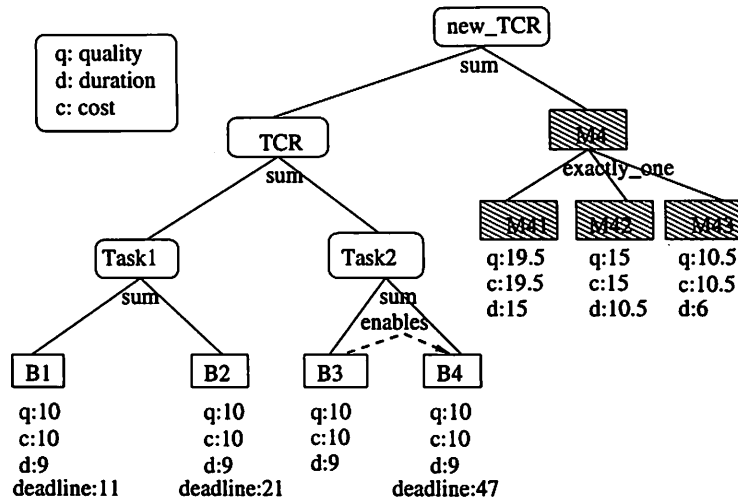 new_TCR
q: quality
d: duration
c: cost
sum
TCR
M4
sum
exactly_one
M41 M42 M43
Task1 Task2
q:19.5 q:15 q:10.5
c:19.5 c:15 c:10.5
d:15 d:10.5 d:6
sum sum
enables
B1 B2 B3 B4
q:10 q:10 q:10 q:10
c:10 c:10 c:10 c:10
d:9 d:9 d:9 d:9
deadline:11 deadline:21 deadline:47